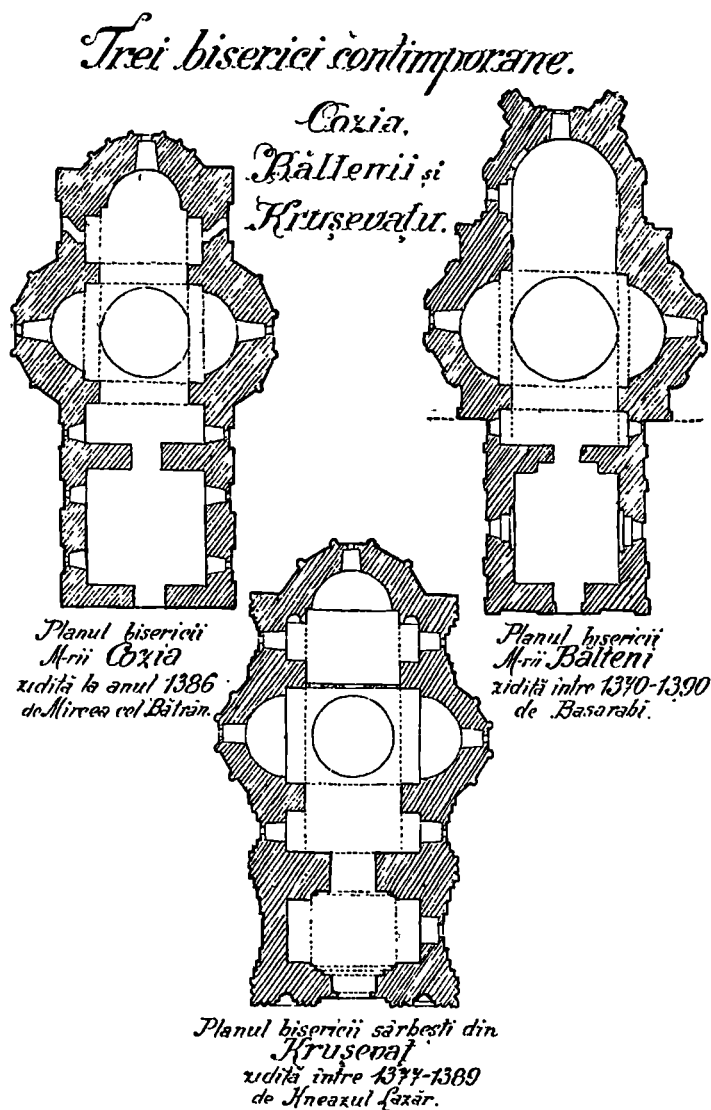 Trei biserici contimporane.
Cozia,
Bălteni și
Krușevațu.
Planul bisericii
M-rii Cozia
zidită la anul 1386
de Mircea cel Bătrân.
Planul bisericii
M-rii Bălteni
zidită între 1370-1390
de Basarabi.
Planul bisericii sârbești din
Krușevaț
zidită între 1377-1389
de Kneazul Lazăr.